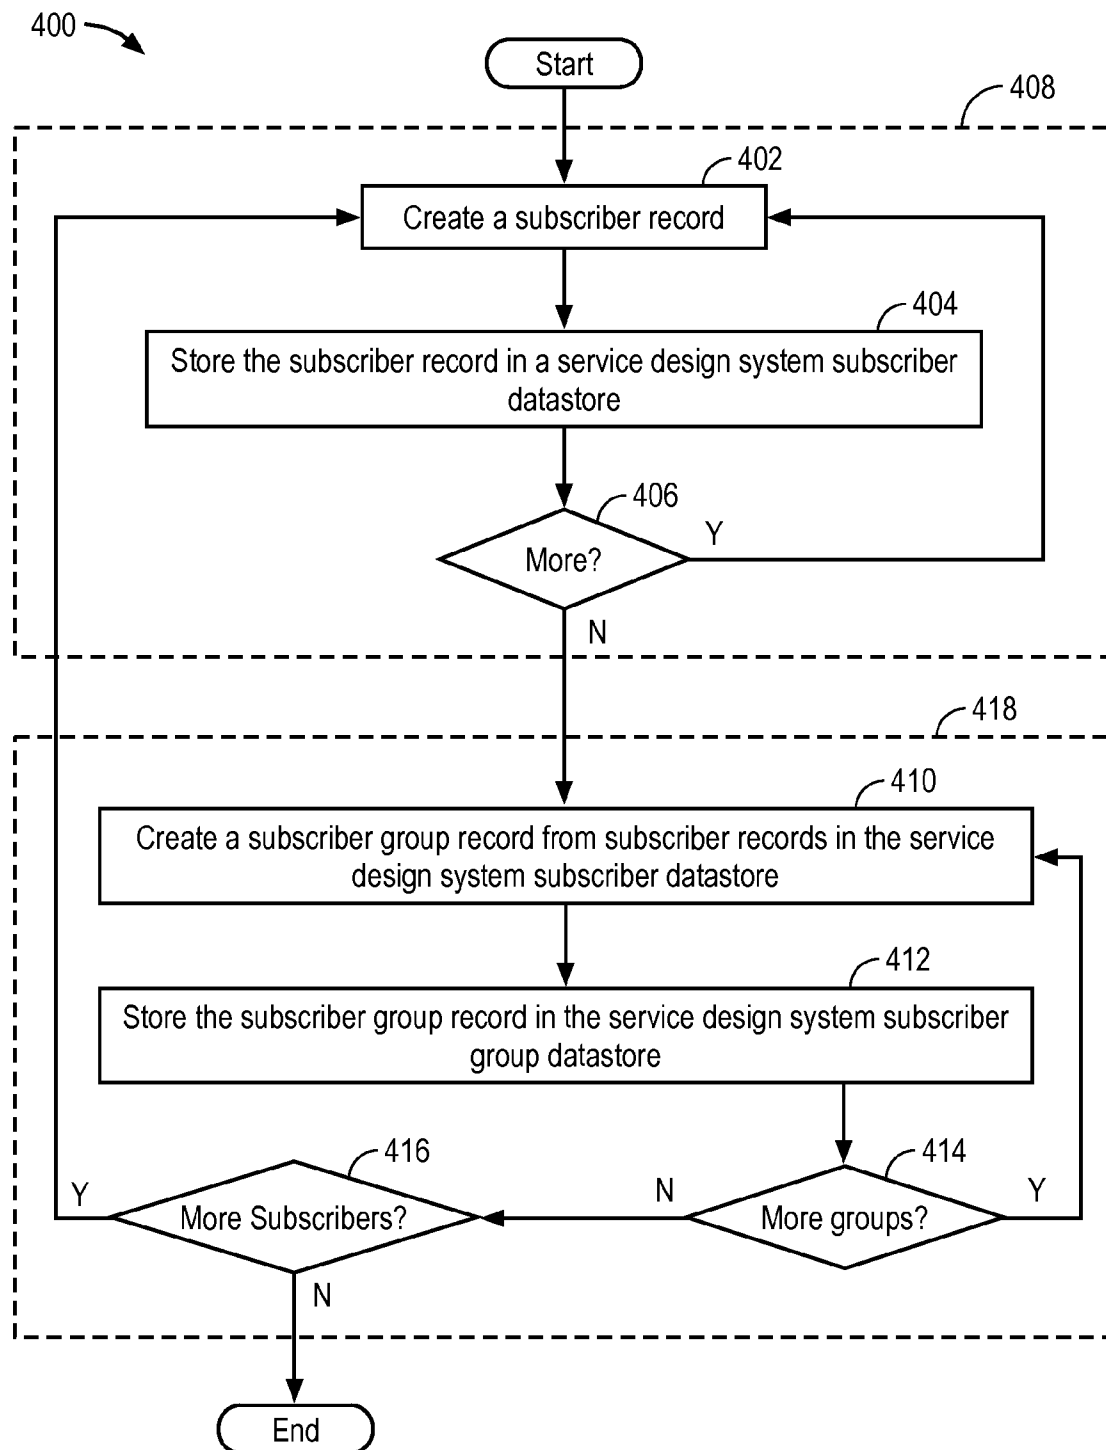 400
Start
408
402
Create a subscriber record
404
Store the subscriber record in a service design system subscriber
datastore
406
More?
Y
N
418
410
Create a subscriber group record from subscriber records in the service
design system subscriber datastore
412
Store the subscriber group record in the service design system subscriber
group datastore
416
414
Y
More Subscribers?
N
More groups?
Y
N
End